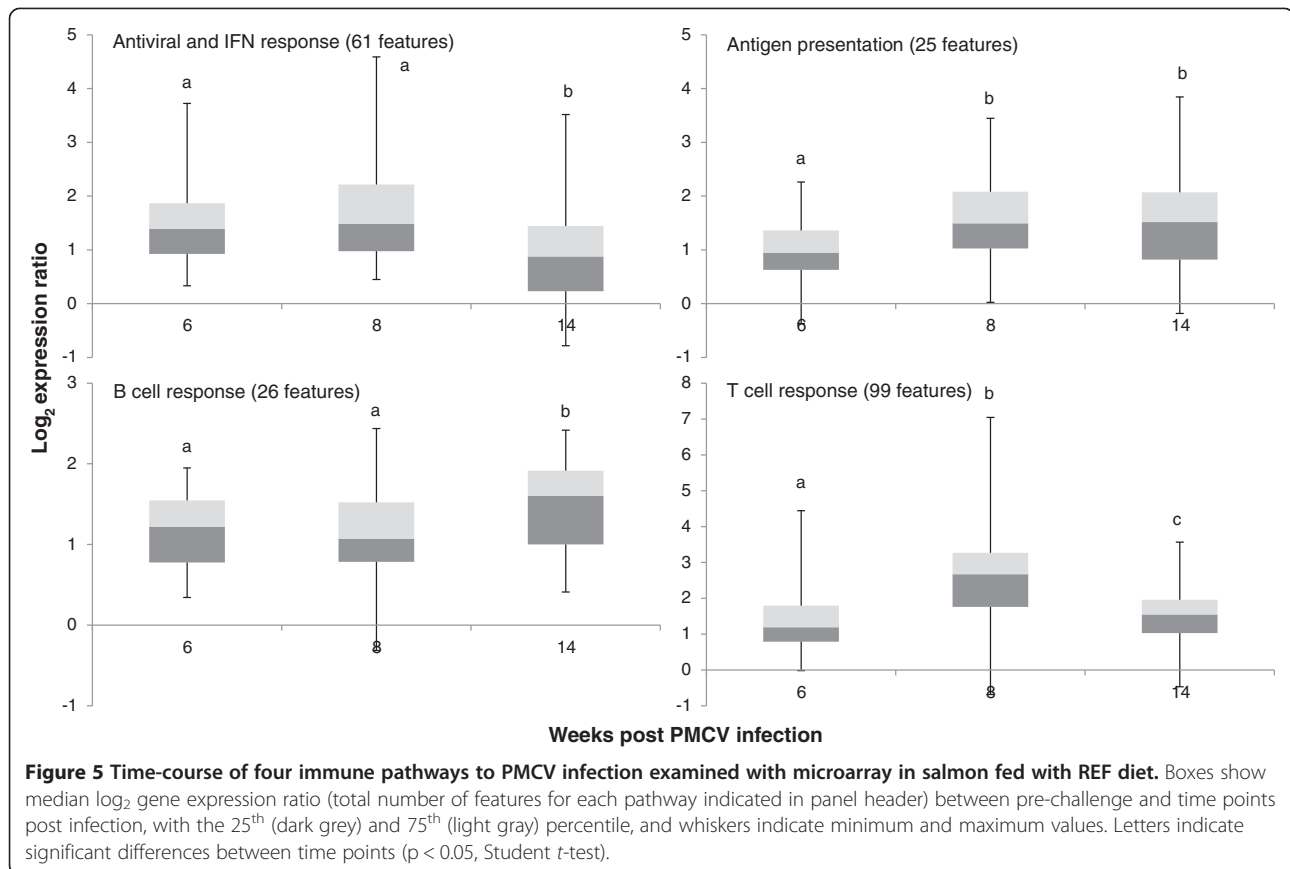 Antiviral and IFN response (61 features)
5
4
3
2
1
0
-1
a
a
b
6
8
14
Antigen presentation (25 features)
5
4
3
2
1
0
-1
a
b
b
6
8
14
Log2 expression ratio
B cell response (26 features)
3
2
1
0
-1
a
a
b
6
8
14
T cell response (99 features)
8
7
6
5
4
3
2
1
0
-1
a
b
c
6
8
14
Weeks post PMCV infection
Figure 5 Time-course of four immune pathways to PMCV infection examined with microarray in salmon fed with REF diet. Boxes show
median log2 gene expression ratio (total number of features for each pathway indicated in panel header) between pre-challenge and time points
post infection, with the 25th (dark grey) and 75th (light gray) percentile, and whiskers indicate minimum and maximum values. Letters indicate
significant differences between time points (p < 0.05, Student t-test).